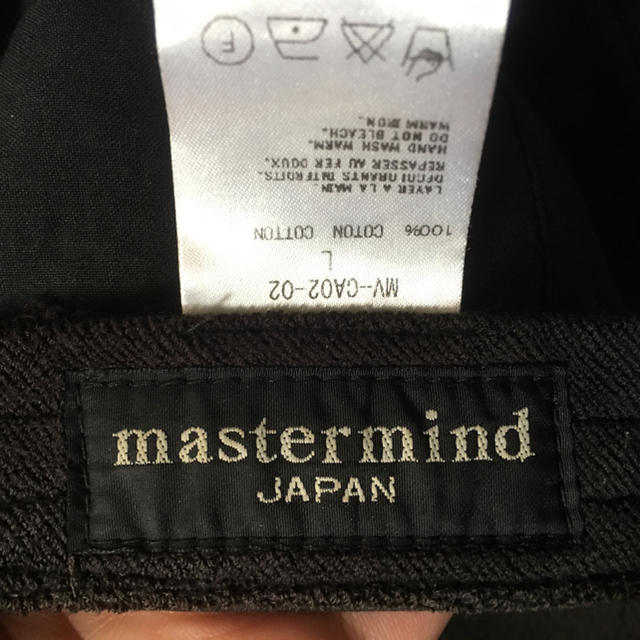 MV-CA02-02
L
100% COTON COTTON
LAVER A LA MAIN.
DECOLORANTS INTERDITS.
REPASSER AU FER DOUX.
HAND WASH WARM.
DO NOT BLEACH.
WARM IRON.
F
mastermind
JAPAN